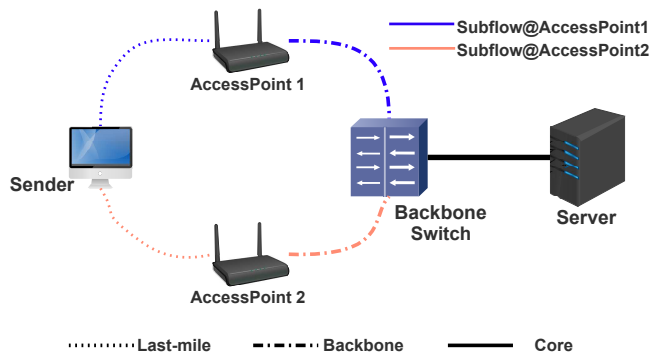 Subflow@AccessPoint1
Subflow@AccessPoint2
AccessPoint 1
Sender
Backbone
Switch
Server
AccessPoint 2
Last-mile
Backbone
Core